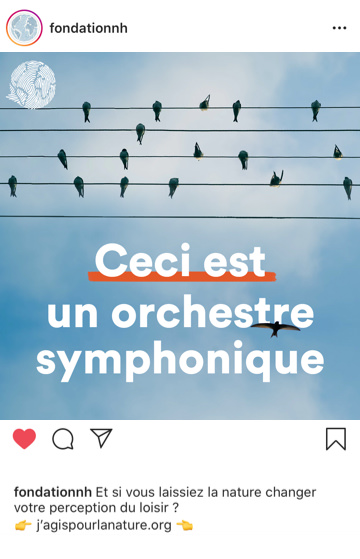 fondationnh
Ceci est
un orchestre
symphonique
fondationnh Et si vous laissiez la nature changer
votre perception du loisir ?
👉 j’agispourlanature.org 👈